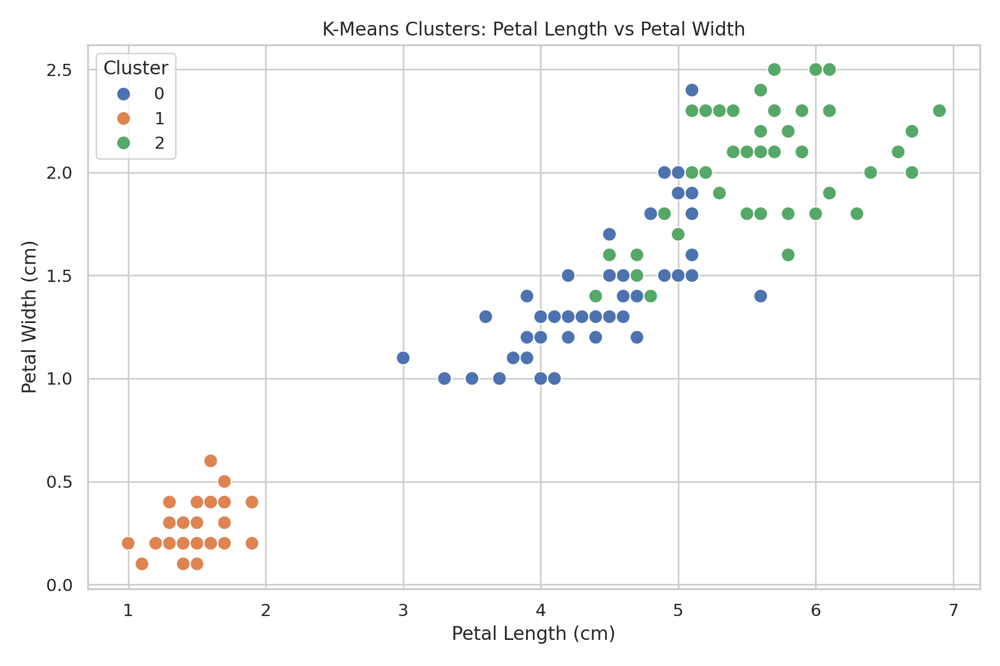 K-Means Clusters: Petal Length vs Petal Width
Cluster
0
1
2
2.5
2.0
1.5
1.0
0.5
0.0
Petal Width (cm)
1 2 3 4 5 6 7
Petal Length (cm)